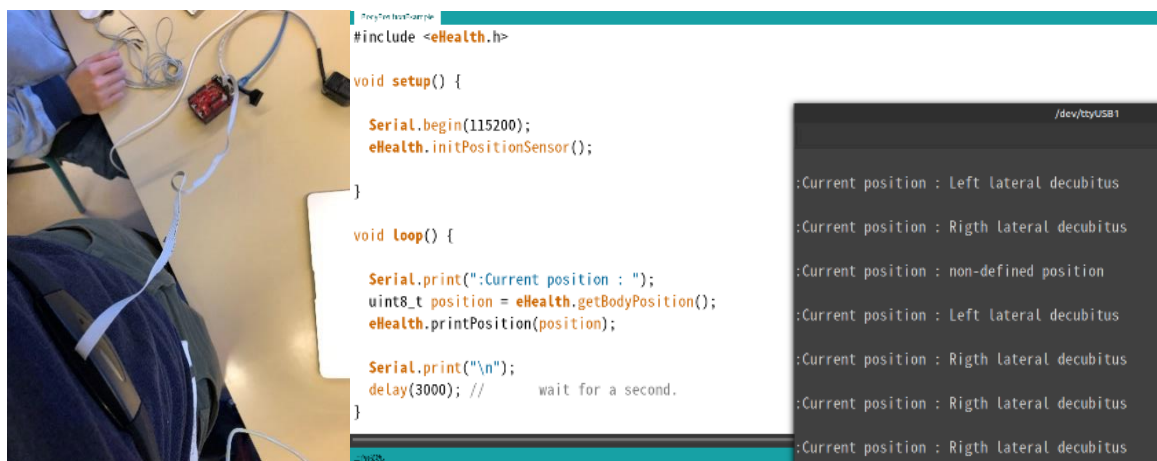 BodyPositionExample
#include <eHealth.h>
void setup() {
Serial.begin(115200);
eHealth.initPositionSensor();
}
void loop() {
Serial.print(":Current position : ");
uint8_t position = eHealth.getBodyPosition();
eHealth.printPosition(position);
Serial.print("\n");
delay(3000); // wait for a second.
}
/dev/ttyUSB1
:Current position : Left lateral decubitus
:Current position : Rigth lateral decubitus
:Current position : non-defined position
:Current position : Left lateral decubitus
:Current position : Rigth lateral decubitus
:Current position : Rigth lateral decubitus
:Current position : Rigth lateral decubitus